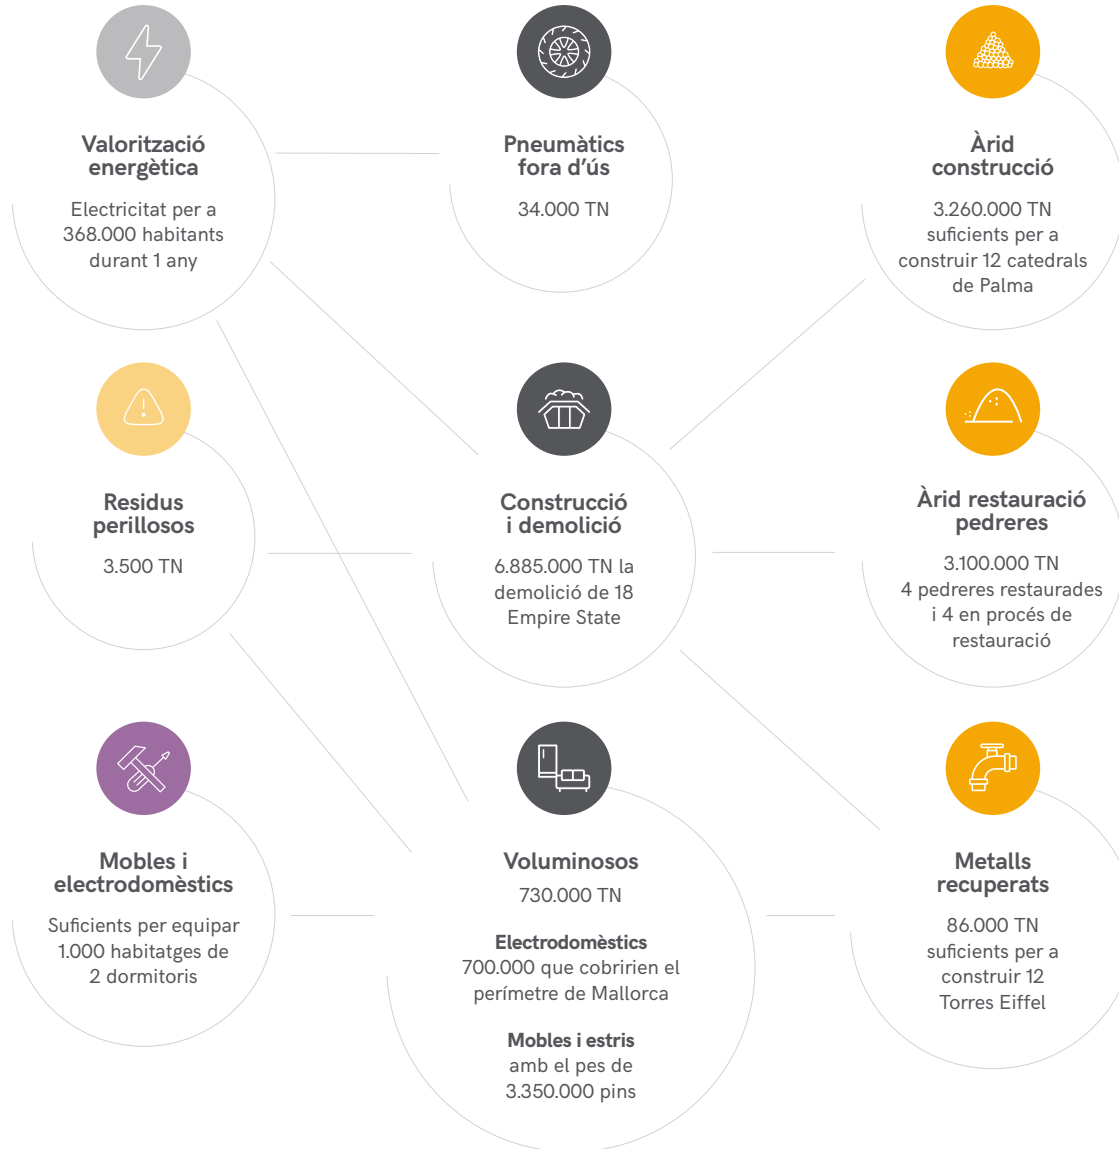 Valorització
energètica
Electricitat per a
368.000 habitants
durant 1 any
Pneumàtics
fora d'ús
34.000 TN
Àrid
construcció
3.260.000 TN
suficients per a
construir 12 catedrals
de Palma
Residus
perillosos
3.500 TN
Construcció
i demolició
6.885.000 TN la
demolició de 18
Empire State
Àrid restauració
pedreres
3.100.000 TN
4 pedreres restaurades
i 4 en procés de
restauració
Mobles i
electrodomèstics
Suficients per equipar
1.000 habitatges de
2 dormitoris
Voluminosos
730.000 TN
Electrodomèstics
700.000 que cobririen el
perímetre de Mallorca
Mobles i estris
amb el pes de
3.350.000 pins
Metalls
recuperats
86.000 TN
suficients per a
construir 12
Torres Eiffel